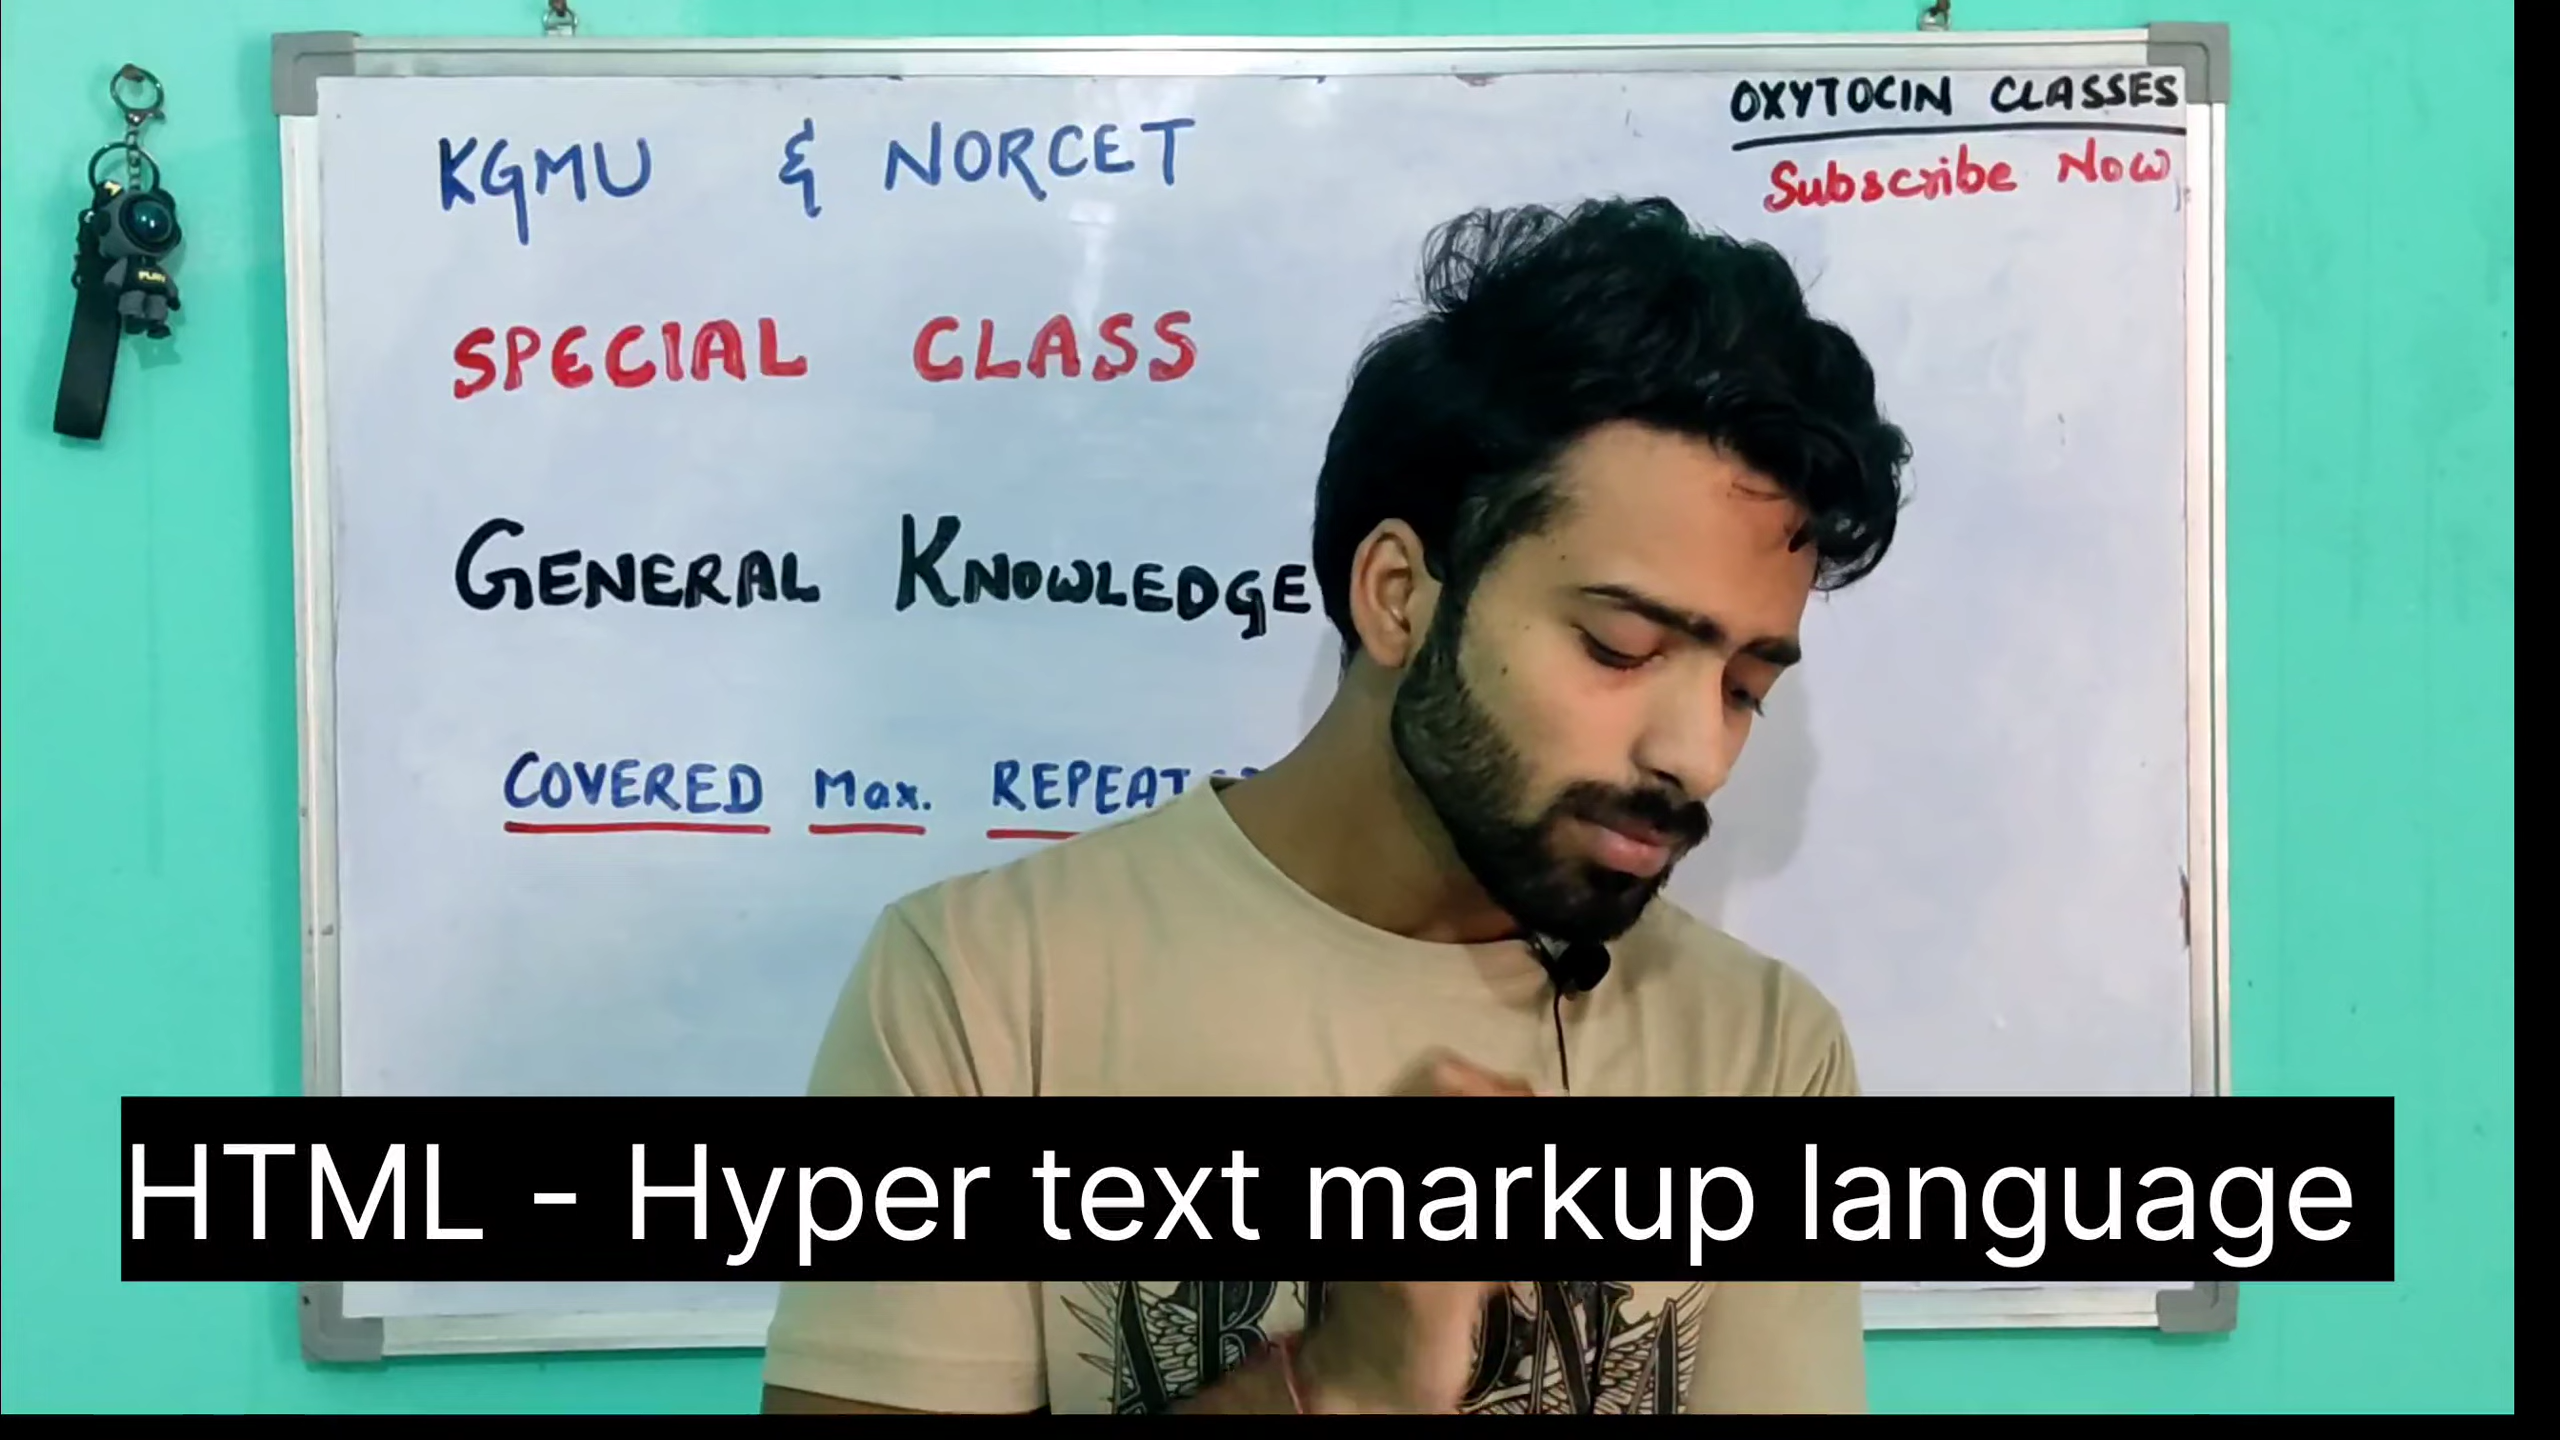 OXYTOCIN CLASSES
Subscribe Now
KGMU & NORCET
SPECIAL CLASS
GENERAL KNOWLEDGE
COVERED Max.
HTML - Hyper text markup language